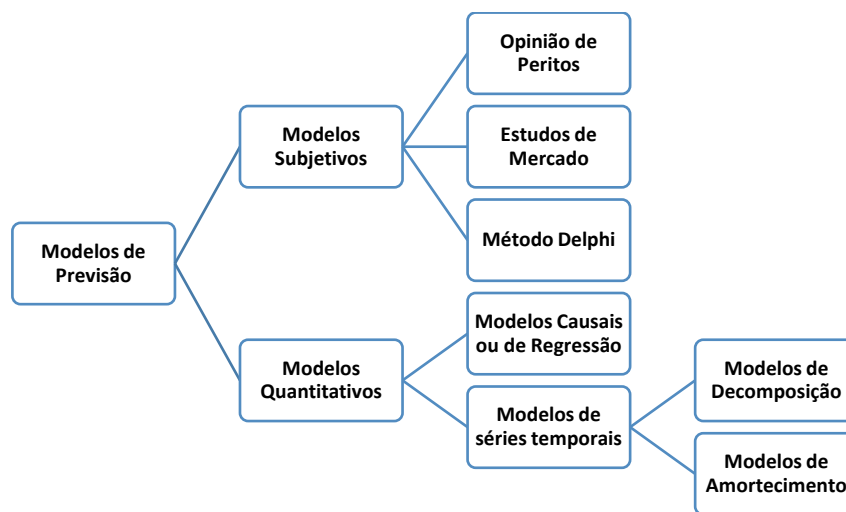 Modelos de
Previsão
Modelos
Subjetivos
Opinião de
Peritos
Estudos de
Mercado
Método Delphi
Modelos
Quantitativos
Modelos Causais
ou de Regressão
Modelos de
séries temporais
Modelos de
Decomposição
Modelos de
Amortecimento